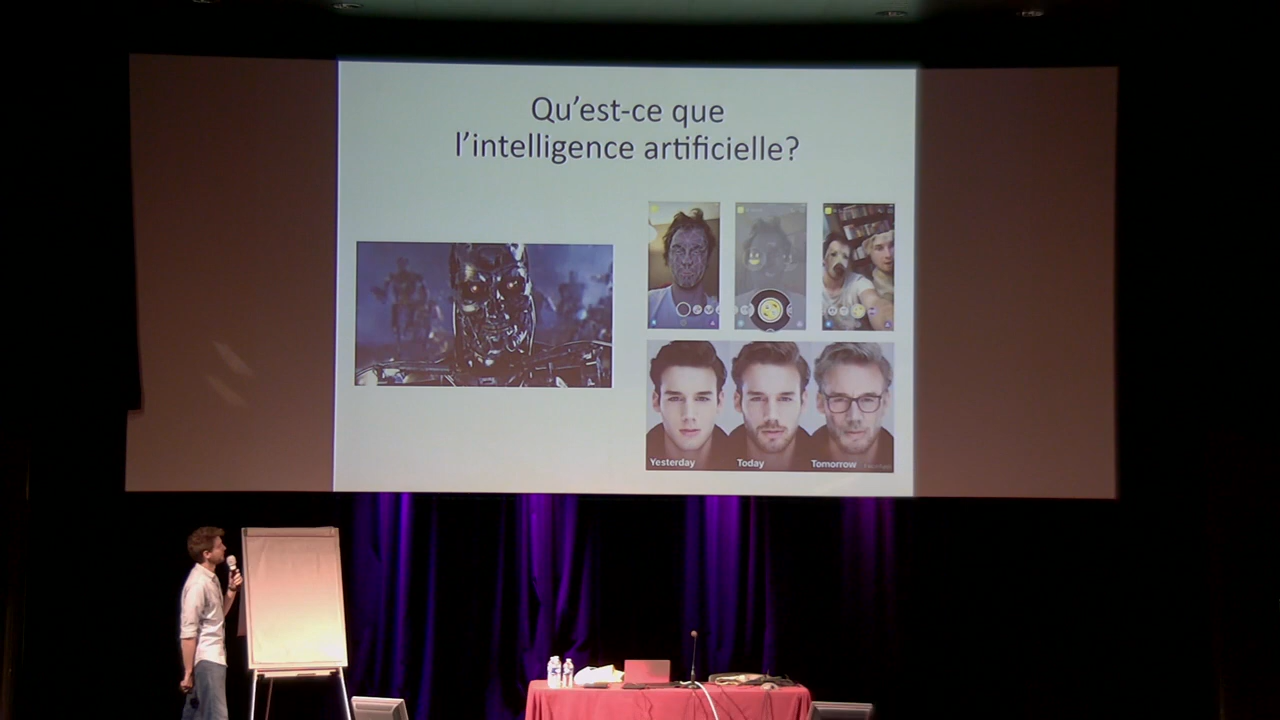 Qu'est-ce que
l'intelligence artificielle?
Yesterday
Today
Tomorrow